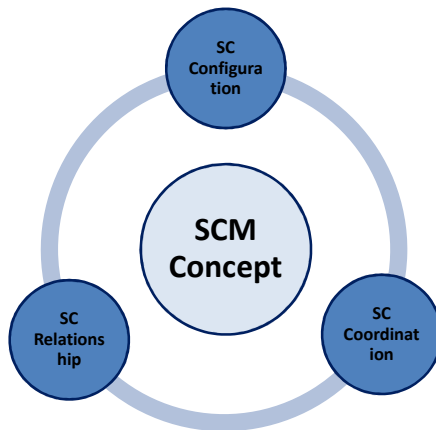 SC
Configura
tion
SCM
Concept
SC
Relations
hip
SC
Coordinat
ion